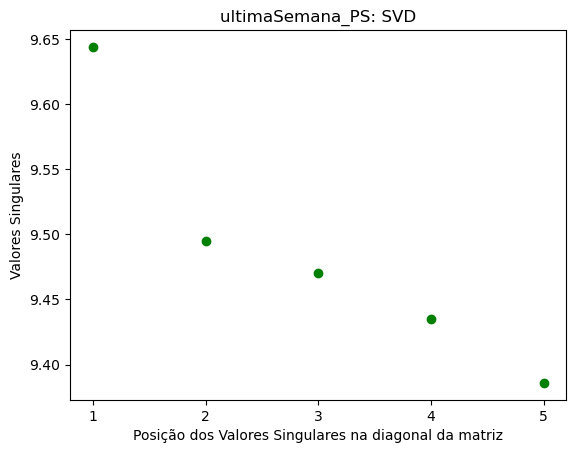 ultimaSemana_PS: SVD
Valores Singulares
9.65
9.60
9.55
9.50
9.45
9.40
1 2 3 4 5
Posição dos Valores Singulares na diagonal da matriz